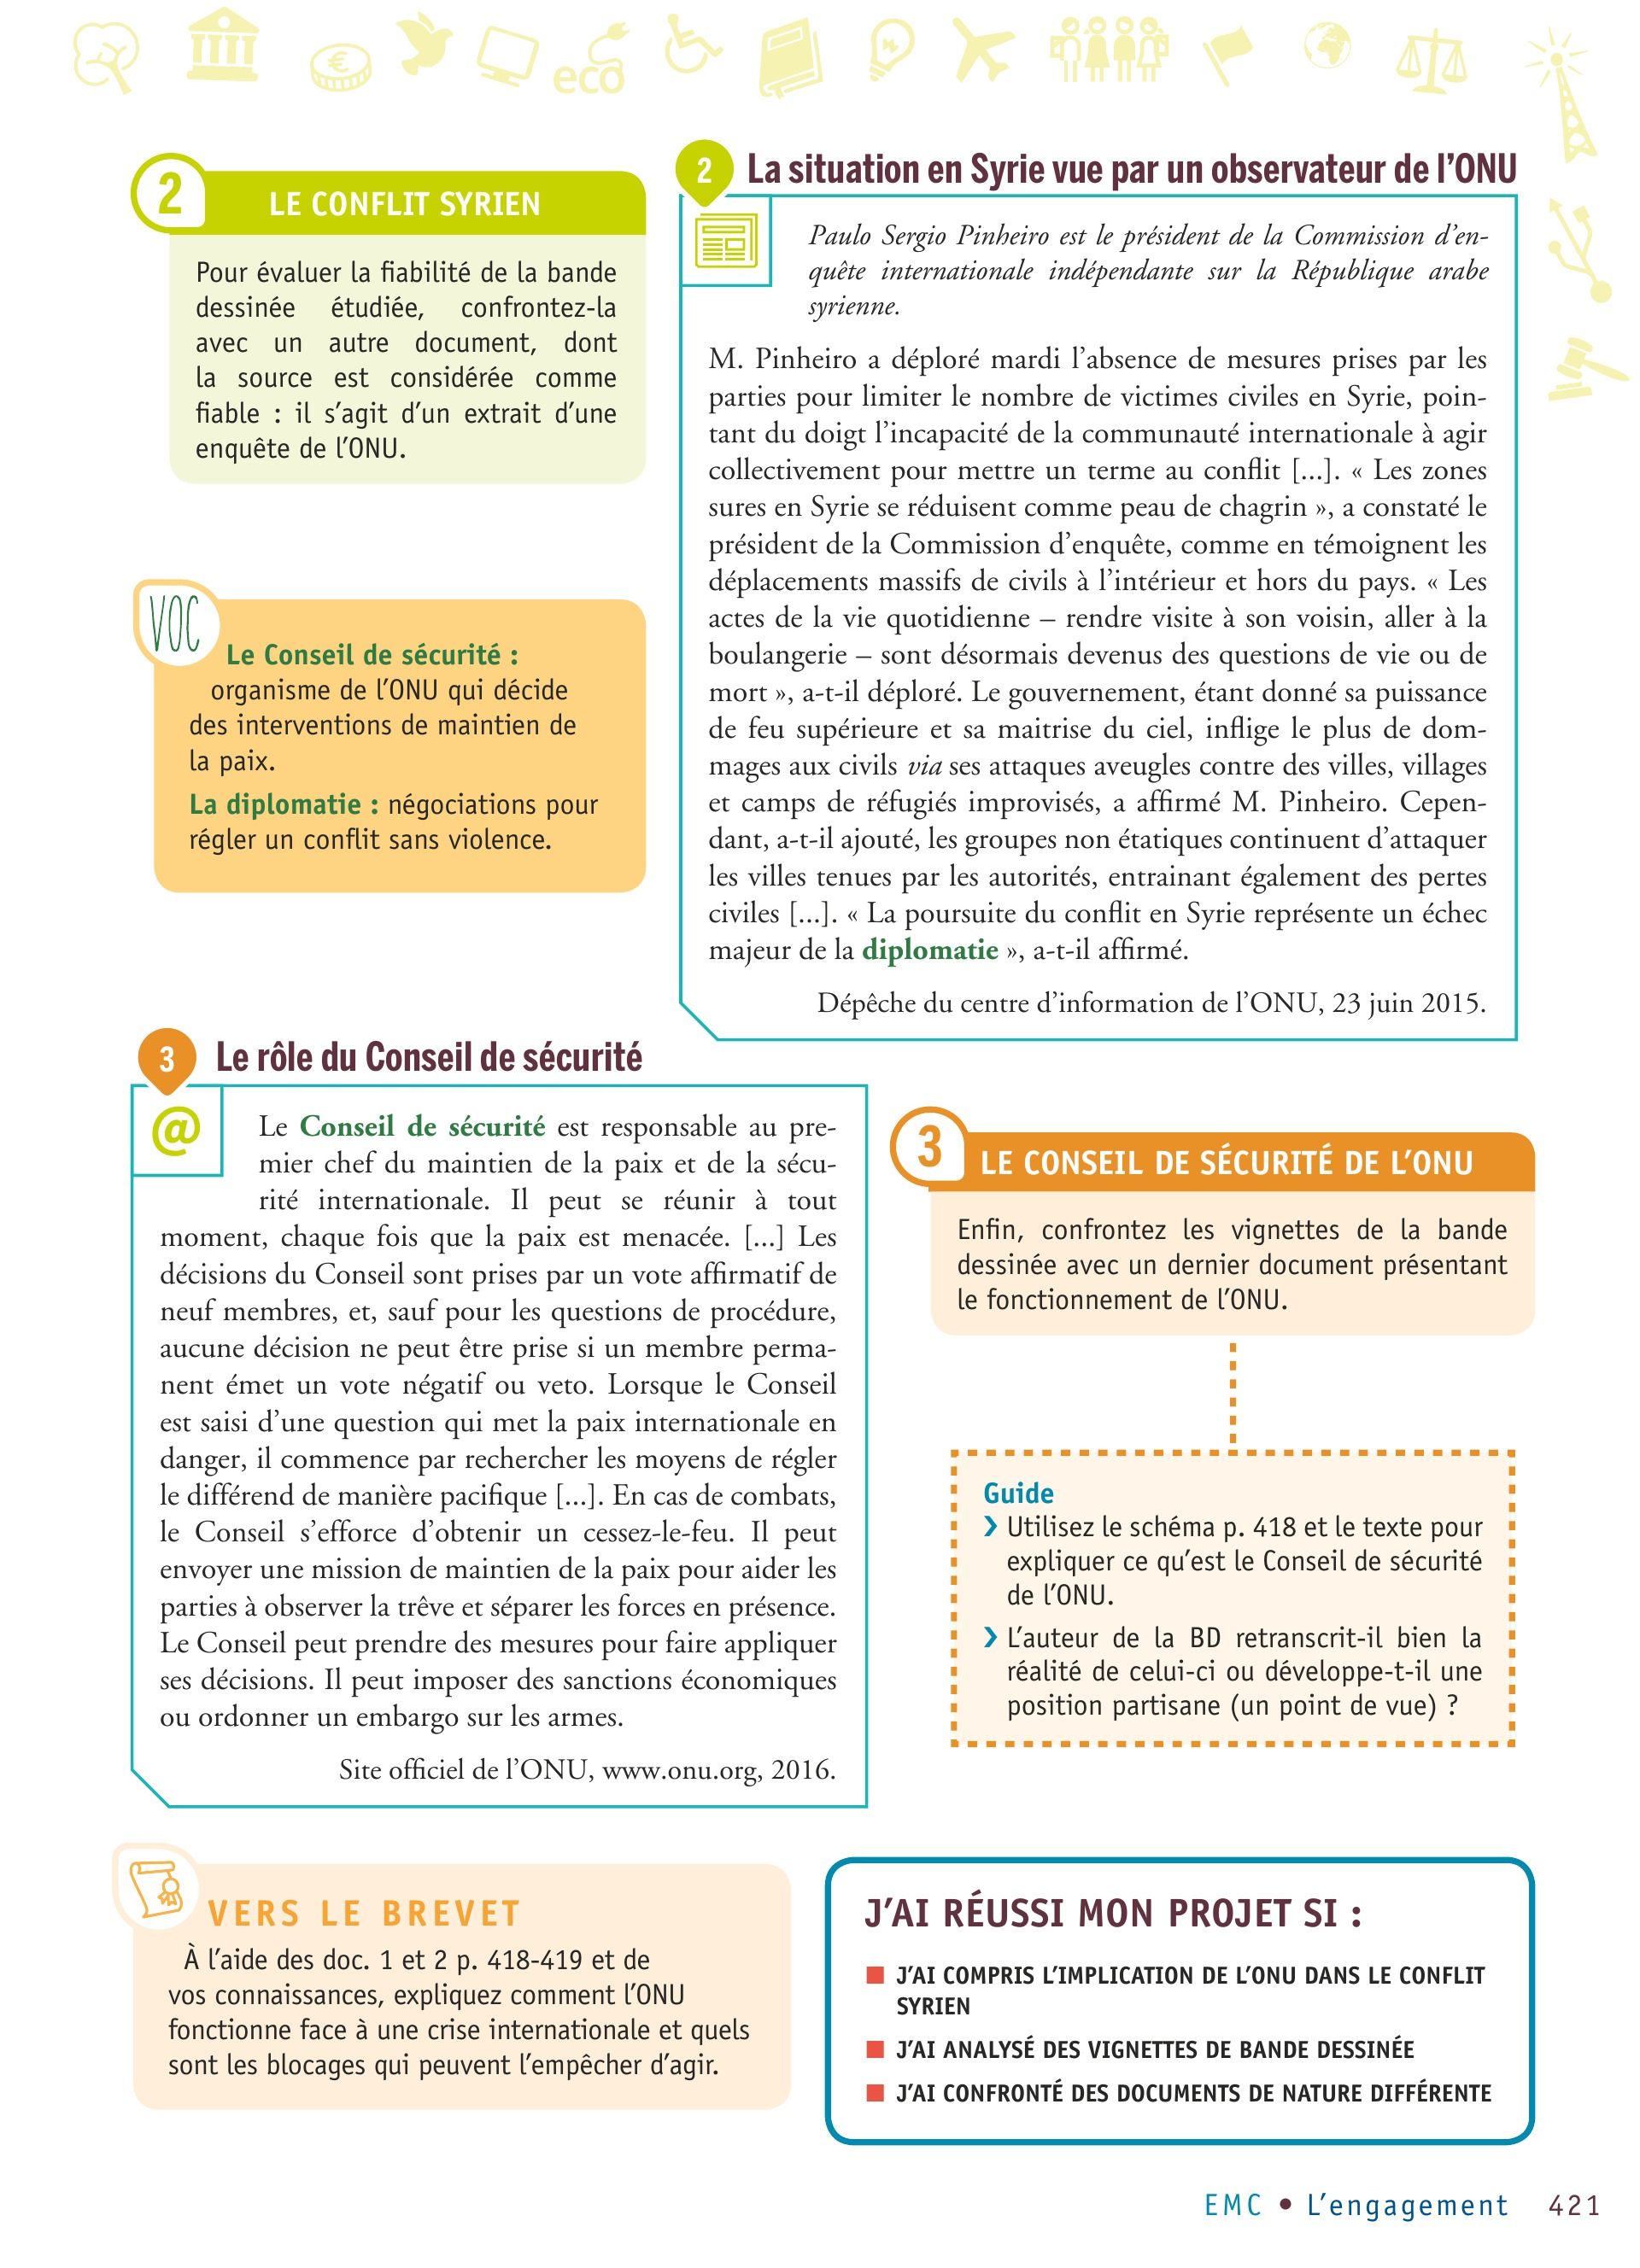 eco
2
LE CONFLIT SYRIEN
Pour évaluer la fiabilité de la bande
dessinée étudiée, confrontez-la
avec un autre document, dont
la source est considérée comme
fiable : il s'agit d'un extrait d'une
enquête de l'ONU.
VOC
Le Conseil de sécurité :
organisme de l'ONU qui décide
des interventions de maintien de
la paix.
La diplomatie : négociations pour
régler un conflit sans violence.
2 La situation en Syrie vue par un observateur de l'ONU
Paulo Sergio Pinheiro est le président de la Commission d'en-
quête internationale indépendante sur la République arabe
syrienne.
M. Pinheiro a déploré mardi l'absence de mesures prises par les
parties pour limiter le nombre de victimes civiles en Syrie, poin-
tant du doigt l'incapacité de la communauté internationale à agir
collectivement pour mettre un terme au conflit [...]. « Les zones
sures en Syrie se réduisent comme peau de chagrin », a constaté le
président de la Commission d'enquête, comme en témoignent les
déplacements massifs de civils à l'intérieur et hors du pays. « Les
actes de la vie quotidienne – rendre visite à son voisin, aller à la
boulangerie – sont désormais devenus des questions de vie ou de
mort », a-t-il déploré. Le gouvernement, étant donné sa puissance
de feu supérieure et sa maitrise du ciel, inflige le plus de dom-
mages aux civils via ses attaques aveugles contre des villes, villages
et camps de réfugiés improvisés, a affirmé M. Pinheiro. Cepen-
dant, a-t-il ajouté, les groupes non étatiques continuent d'attaquer
les villes tenues par les autorités, entrainant également des pertes
civiles [...]. « La poursuite du conflit en Syrie représente un échec
majeur de la diplomatie », a-t-il affirmé.
Dépêche du centre d'information de l'ONU, 23 juin 2015.
3 Le rôle du Conseil de sécurité
@
Le Conseil de sécurité est responsable au pre-
mier chef du maintien de la paix et de la sécu-
rité internationale. Il peut se réunir à tout
moment, chaque fois que la paix est menacée. [...] Les
décisions du Conseil sont prises par un vote affirmatif de
neuf membres, et, sauf pour les questions de procédure,
aucune décision ne peut être prise si un membre perma-
nent émet un vote négatif ou veto. Lorsque le Conseil
est saisi d'une question qui met la paix internationale en
danger, il commence par rechercher les moyens de régler
le différend de manière pacifique [...]. En cas de combats,
le Conseil s'efforce d'obtenir un cessez-le-feu. Il peut
envoyer une mission de maintien de la paix pour aider les
parties à observer la trêve et séparer les forces en présence.
Le Conseil peut prendre des mesures pour faire appliquer
ses décisions. Il peut imposer des sanctions économiques
ou ordonner un embargo sur les armes.
Site officiel de l'ONU, www.onu.org, 2016.
3
LE CONSEIL DE SÉCURITÉ DE L'ONU
Enfin, confrontez les vignettes de la bande
dessinée avec un dernier document présentant
le fonctionnement de l'ONU.
Guide
❯ Utilisez le schéma p. 418 et le texte pour
expliquer ce qu'est le Conseil de sécurité
de l'ONU.
❯ L'auteur de la BD retranscrit-il bien la
réalité de celui-ci ou développe-t-il une
position partisane (un point de vue) ?
VERS LE BREVET
À l'aide des doc. 1 et 2 p. 418-419 et de
vos connaissances, expliquez comment l'ONU
fonctionne face à une crise internationale et quels
sont les blocages qui peuvent l'empêcher d'agir.
J'AI RÉUSSI MON PROJET SI :
■ J'AI COMPRIS L'IMPLICATION DE L'ONU DANS LE CONFLIT
SYRIEN
■ J'AI ANALYSÉ DES VIGNETTES DE BANDE DESSINÉE
■ J'AI CONFRONTÉ DES DOCUMENTS DE NATURE DIFFÉRENTE
EMC • L'engagement 421